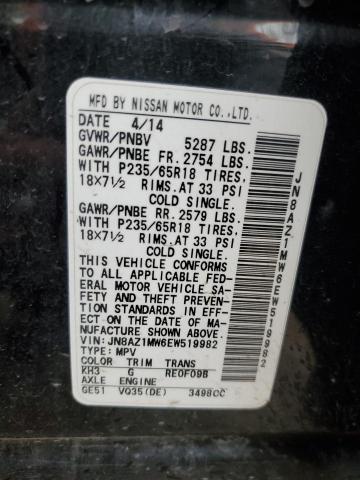 MFD BY NISSAN MOTOR CO.,LTD.
DATE 4/14
GVWR/PNBV 5287 LBS.
GAWR/PNBE FR. 2754 LBS.
WITH P235/65R18 TIRES,
18X7½ RIMS.AT 33 PSI
COLD SINGLE.
GAWR/PNBE RR. 2579 LBS.
WITH P235/65R18 TIRES,
18X7½ RIMS.AT 33 PSI
COLD SINGLE.
THIS VEHICLE CONFORMS
TO ALL APPLICABLE FED-
ERAL MOTOR VEHICLE SA-
FETY AND THEFT PREVEN-
TION STANDARDS IN EFFECT
ON THE DATE OF MA-
NUFACTURE SHOWN ABOVE.
VIN: JN8AZ1MW6EW519982
TYPE: MPV
COLOR TRIM TRANS
KH3 G RE0F09B
AXLE ENGINE
GE51 VQ35(DE) 3498CC
JN8AZ1MW6EW519982